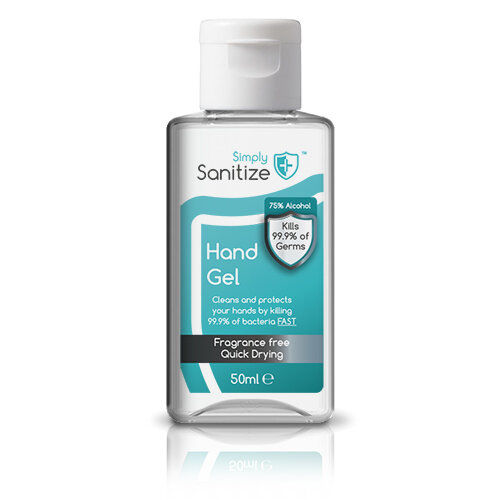 Simply
Sanitize ™
75% Alcohol
Kills
99.9% of
Germs
Hand
Gel
Cleans and protects
your hands by killing
99.9% of bacteria FAST
Fragrance free
Quick Drying
50ml ℮